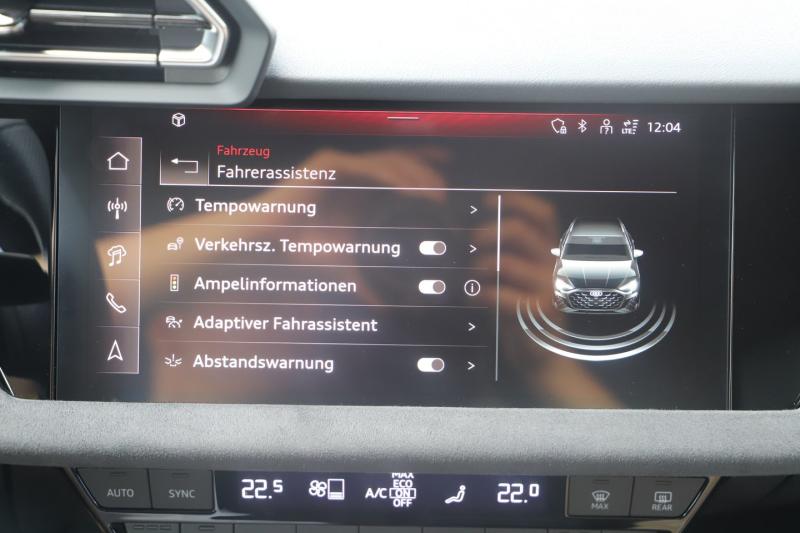 LTE
12:04
Fahrzeug
Fahrerassistenz
Tempowarnung
Verkehrsz. Tempowarnung
Ampelinformationen
Adaptiver Fahrassistent
Abstandswarnung
AUTO
SYNC
22.5
A/C
MAX
ECO
ON
OFF
22.0
MAX
REAR